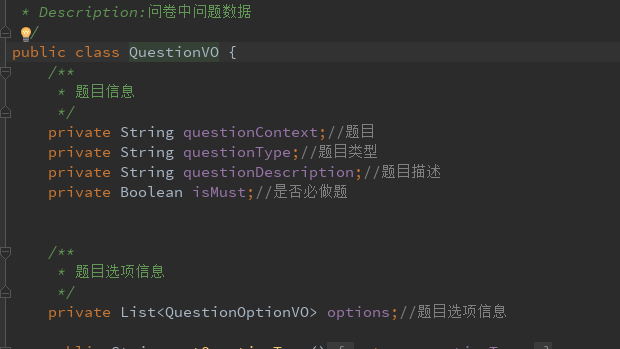 * Description:问卷中问题数据
*/
public class QuestionVO {
/**
* 题目信息
*/
private String questionContext;//题目
private String questionType;//题目类型
private String questionDescription;//题目描述
private Boolean isMust;//是否必做题
/**
* 题目选项信息
*/
private List<QuestionOptionVO> options;//题目选项信息